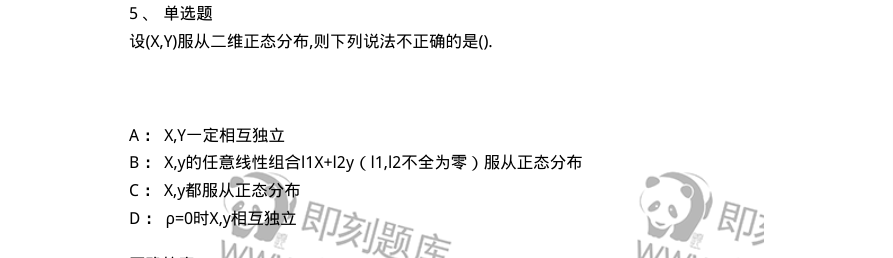 5 、 单选题
设(X,Y)服从二维正态分布,则下列说法不正确的是().
A： X,Y一定相互独立
B： X,y的任意线性组合l1X+l2y（l1,l2不全为零）服从正态分布
C： X,y都服从正态分布
D： ρ=0时X,y相互独立
即刻题库
即刻